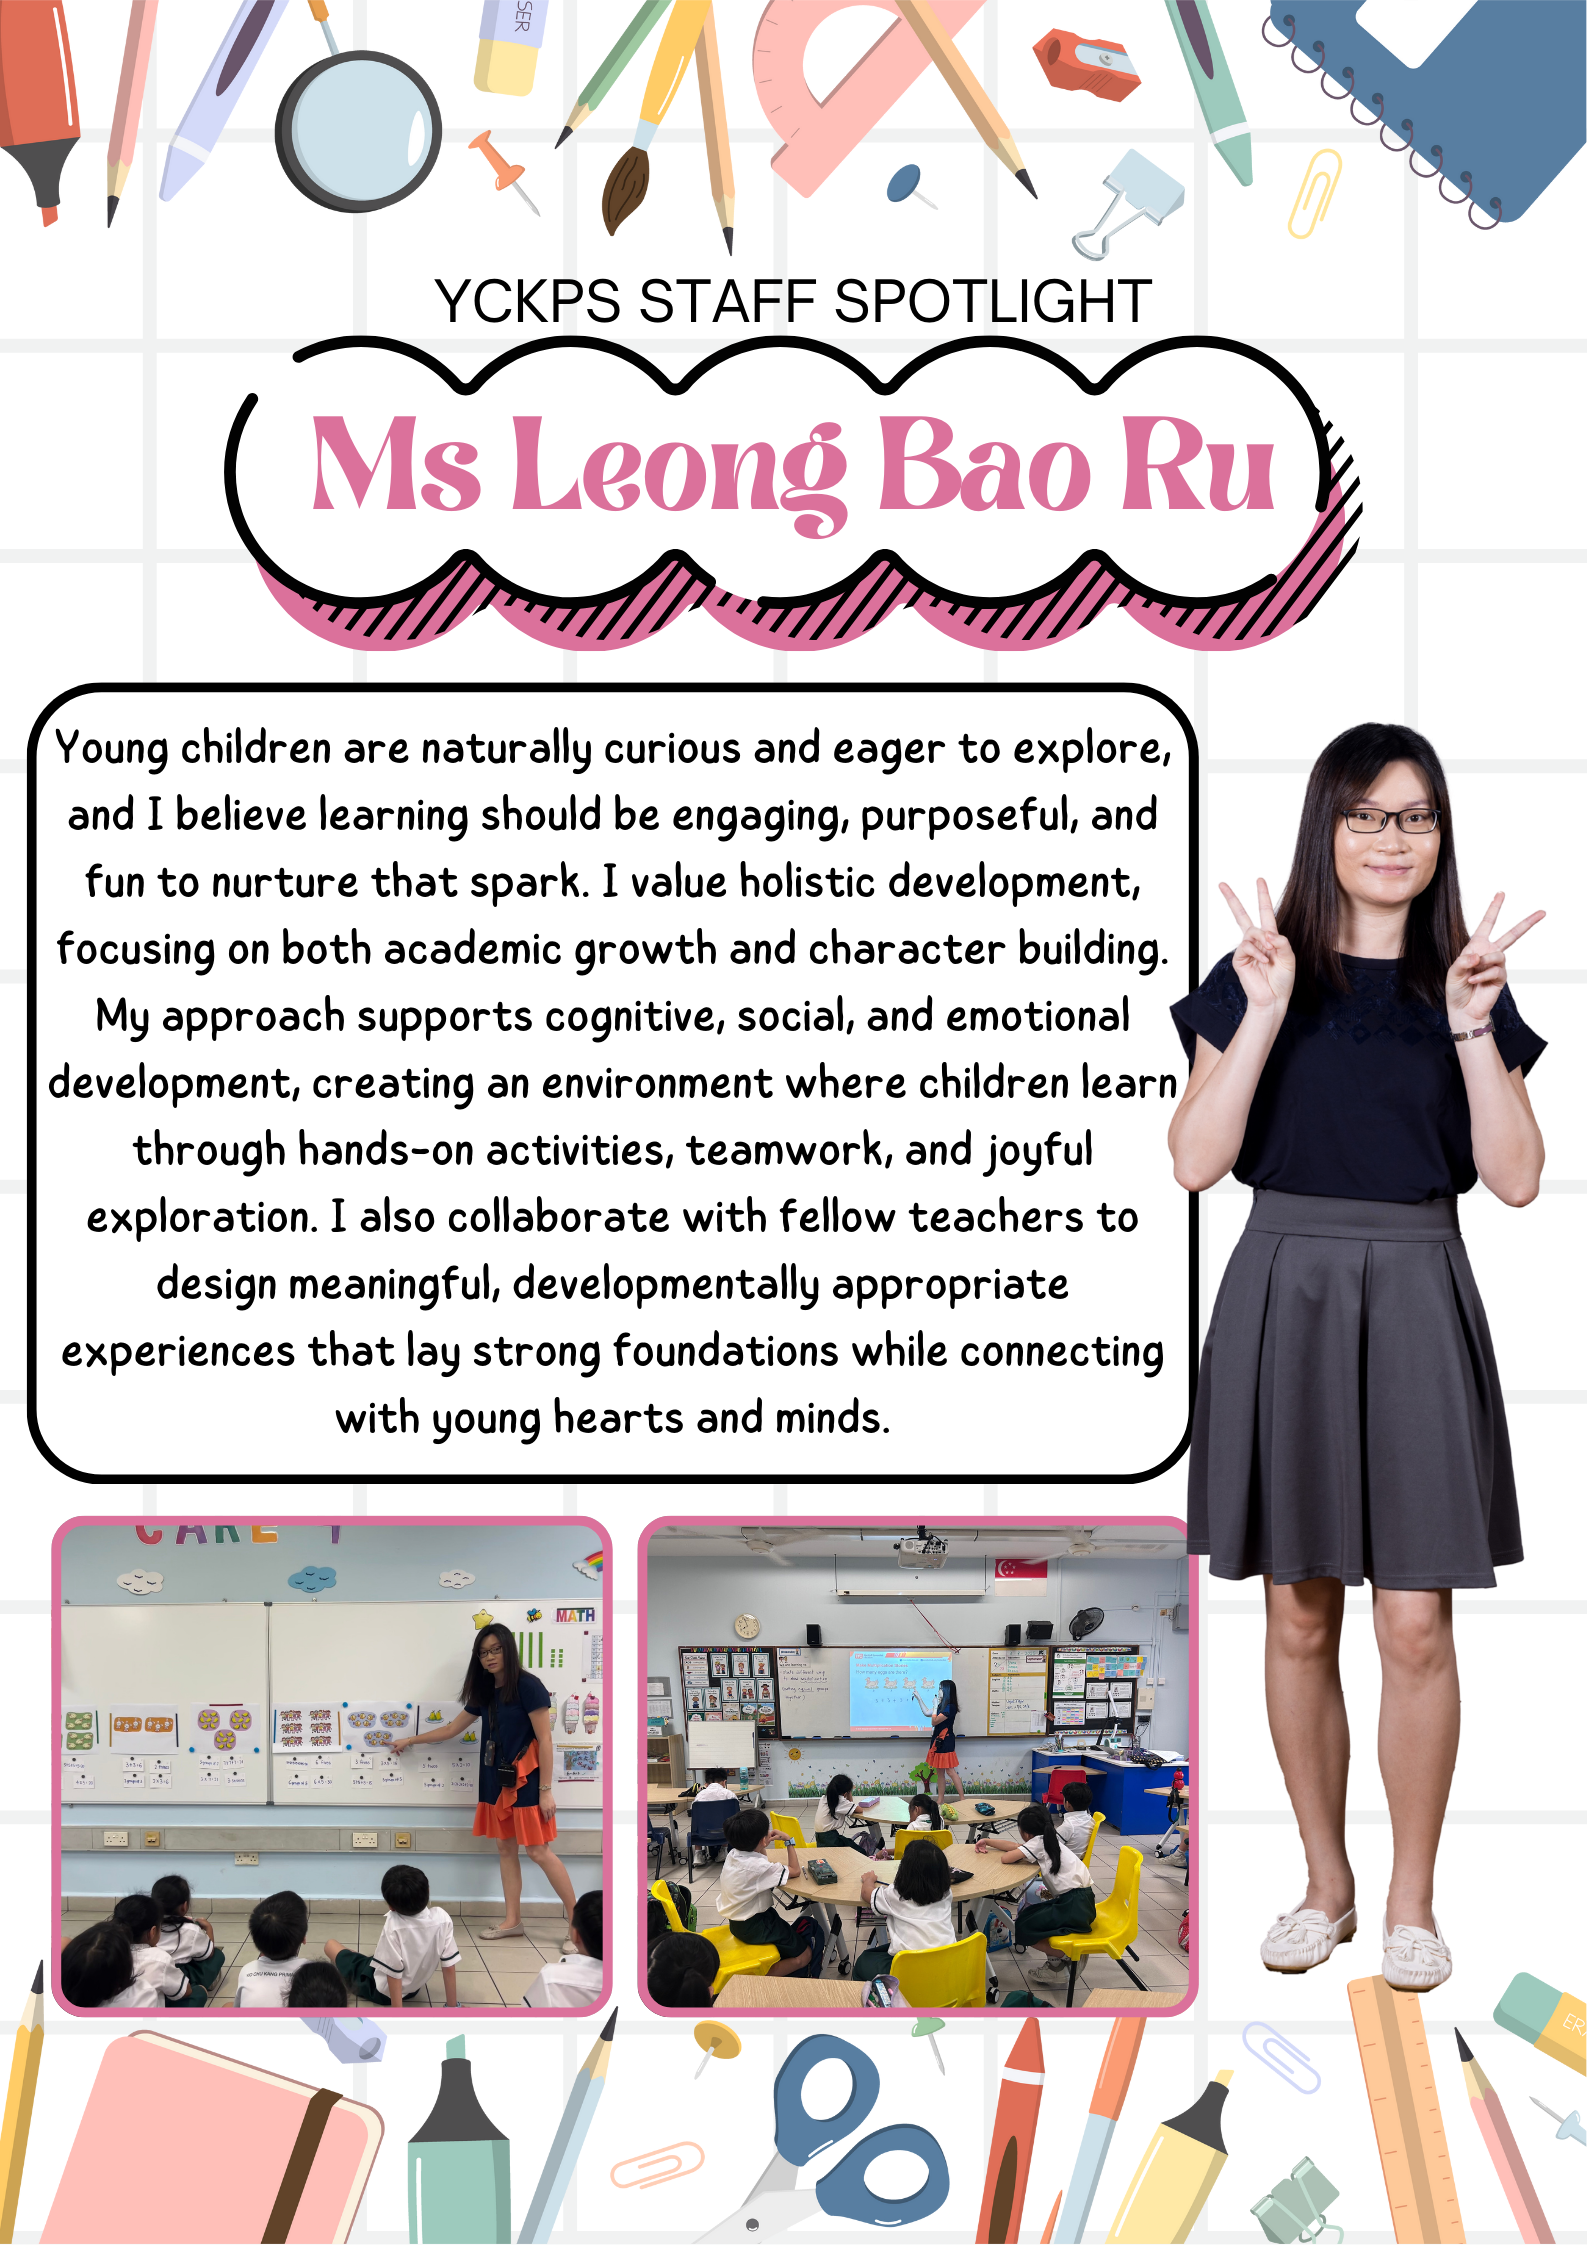 SER
YCKPS STAFF SPOTLIGHT
Ms Leong Bao Ru
Young children are naturally curious and eager to explore,
and I believe learning should be engaging, purposeful, and
fun to nurture that spark. I value holistic development,
focusing on both academic growth and character building.
My approach supports cognitive, social, and emotional
development, creating an environment where children learn
through hands-on activities, teamwork, and joyful
exploration. I also collaborate with fellow teachers to
design meaningful, developmentally appropriate
experiences that lay strong foundations while connecting
with young hearts and minds.
CARE
MATH
ERA